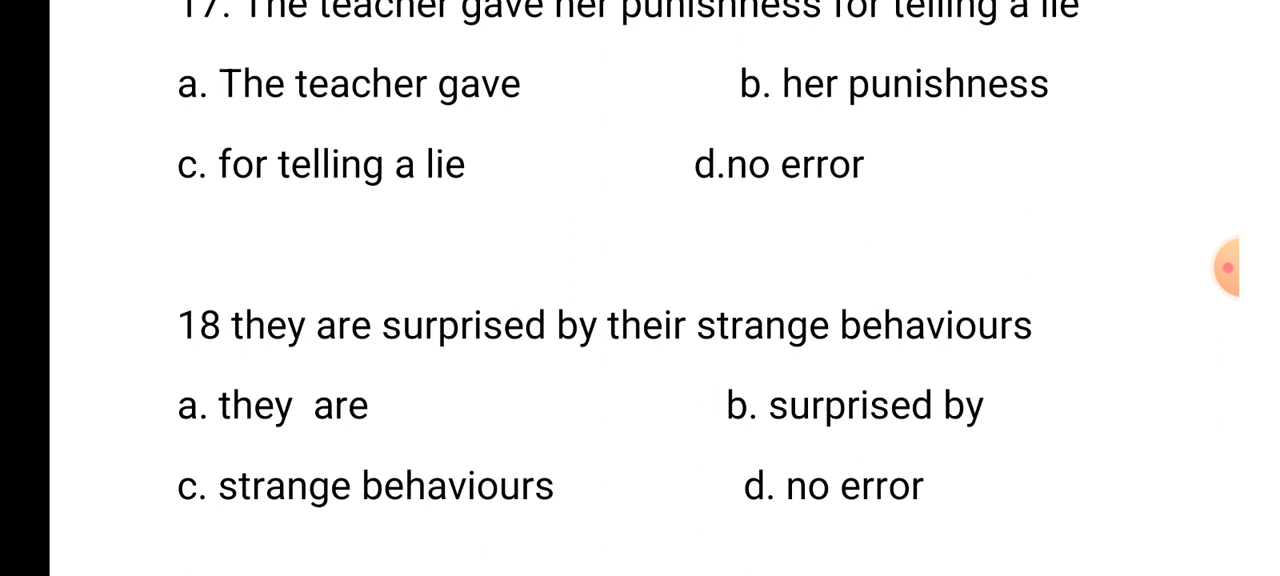 17. The teacher gave her punishness for telling a lie
a. The teacher gave b. her punishness
c. for telling a lie d.no error
18 they are surprised by their strange behaviours
a. they are b. surprised by
c. strange behaviours d. no error